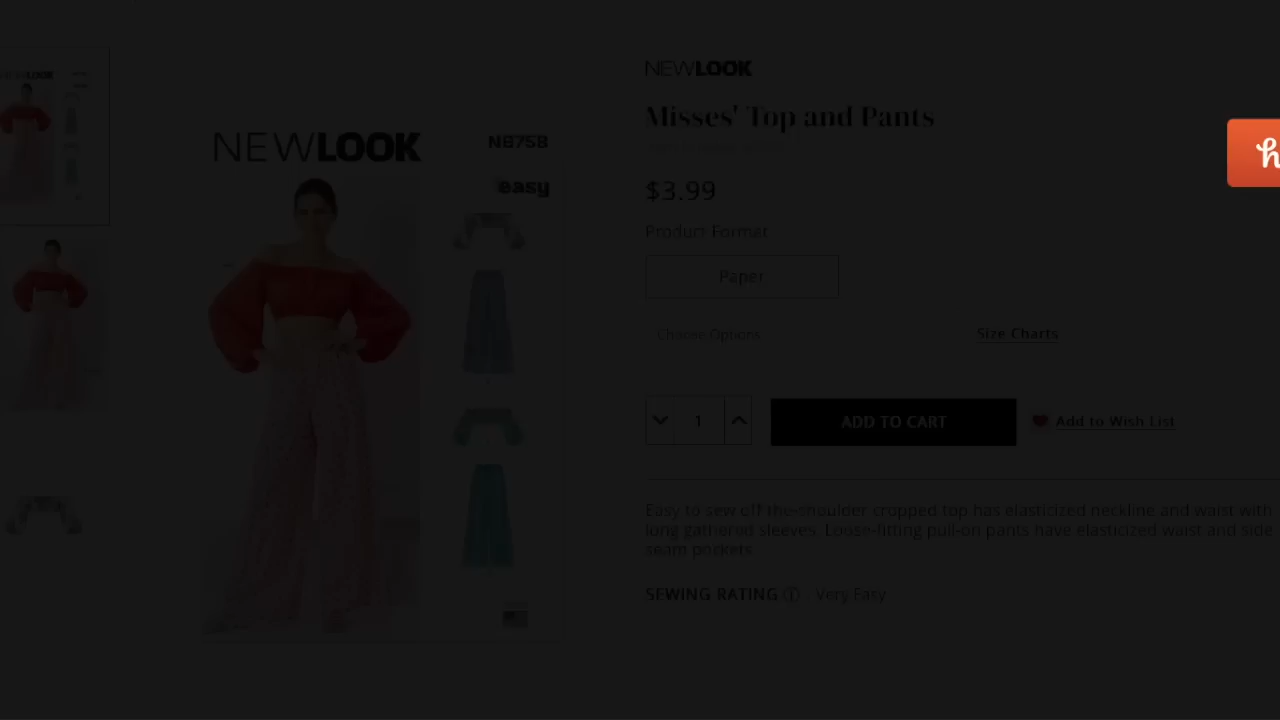 NEWLOOK
Misses' Top and Pants
NEWLOOK
N6758
easy
$3.99
Product Format
Paper
Choose Options
Size Charts
1
ADD TO CART
Add to Wish List
Easy to sew off-the-shoulder cropped top has elasticized neckline and waist with
long gathered sleeves. Loose-fitting pull-on pants have elasticized waist and side-
seam pockets
SEWING RATING
Very Easy
h